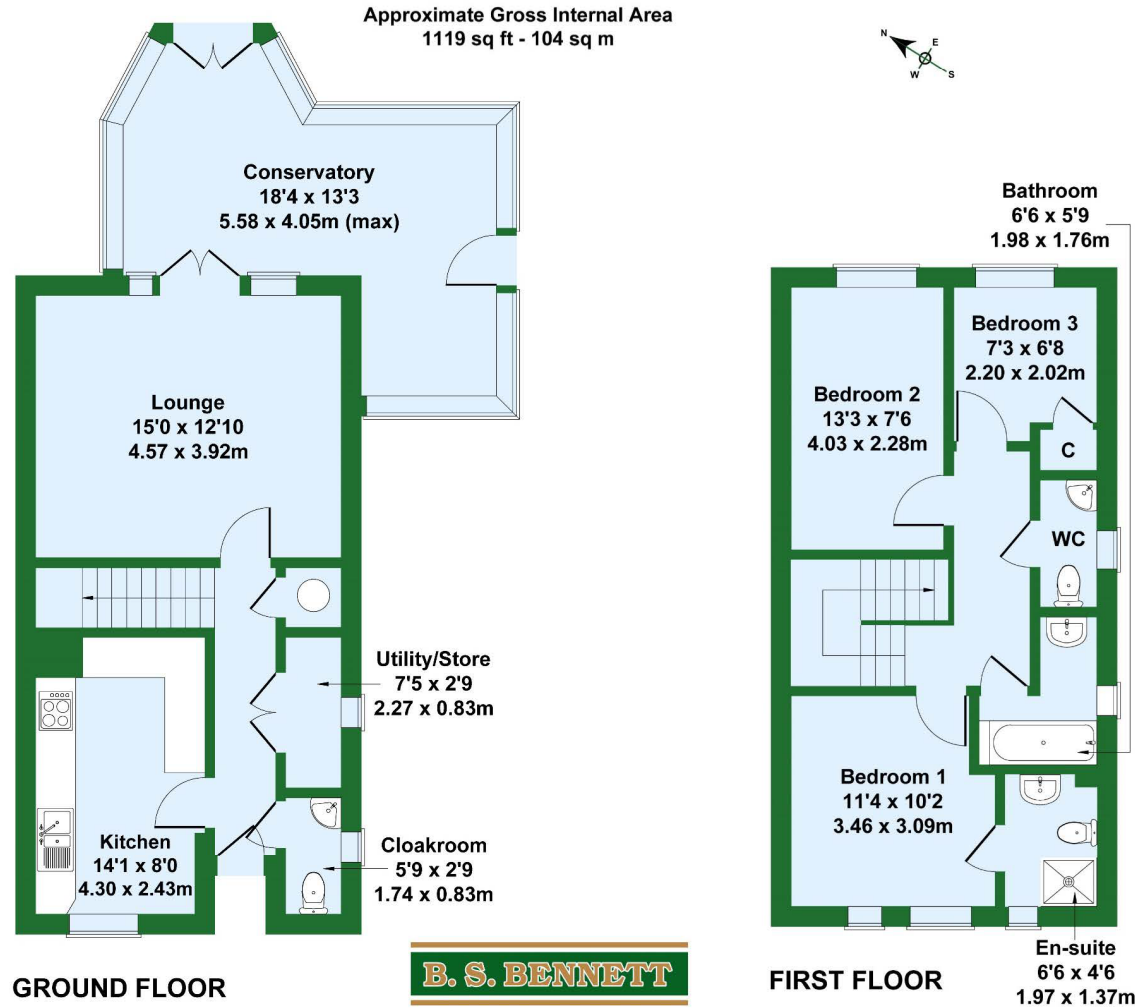 Approximate Gross Internal Area
1119 sq ft - 104 sq m
N
E
W
S
Conservatory
18'4 x 13'3
5.58 x 4.05m (max)
Lounge
15'0 x 12'10
4.57 x 3.92m
Utility/Store
7'5 x 2'9
2.27 x 0.83m
Kitchen
14'1 x 8'0
4.30 x 2.43m
Cloakroom
5'9 x 2'9
1.74 x 0.83m
GROUND FLOOR
B. S. BENNETT
Bathroom
6'6 x 5'9
1.98 x 1.76m
Bedroom 3
7'3 x 6'8
2.20 x 2.02m
Bedroom 2
13'3 x 7'6
4.03 x 2.28m
C
WC
Bedroom 1
11'4 x 10'2
3.46 x 3.09m
En-suite
6'6 x 4'6
1.97 x 1.37m
FIRST FLOOR